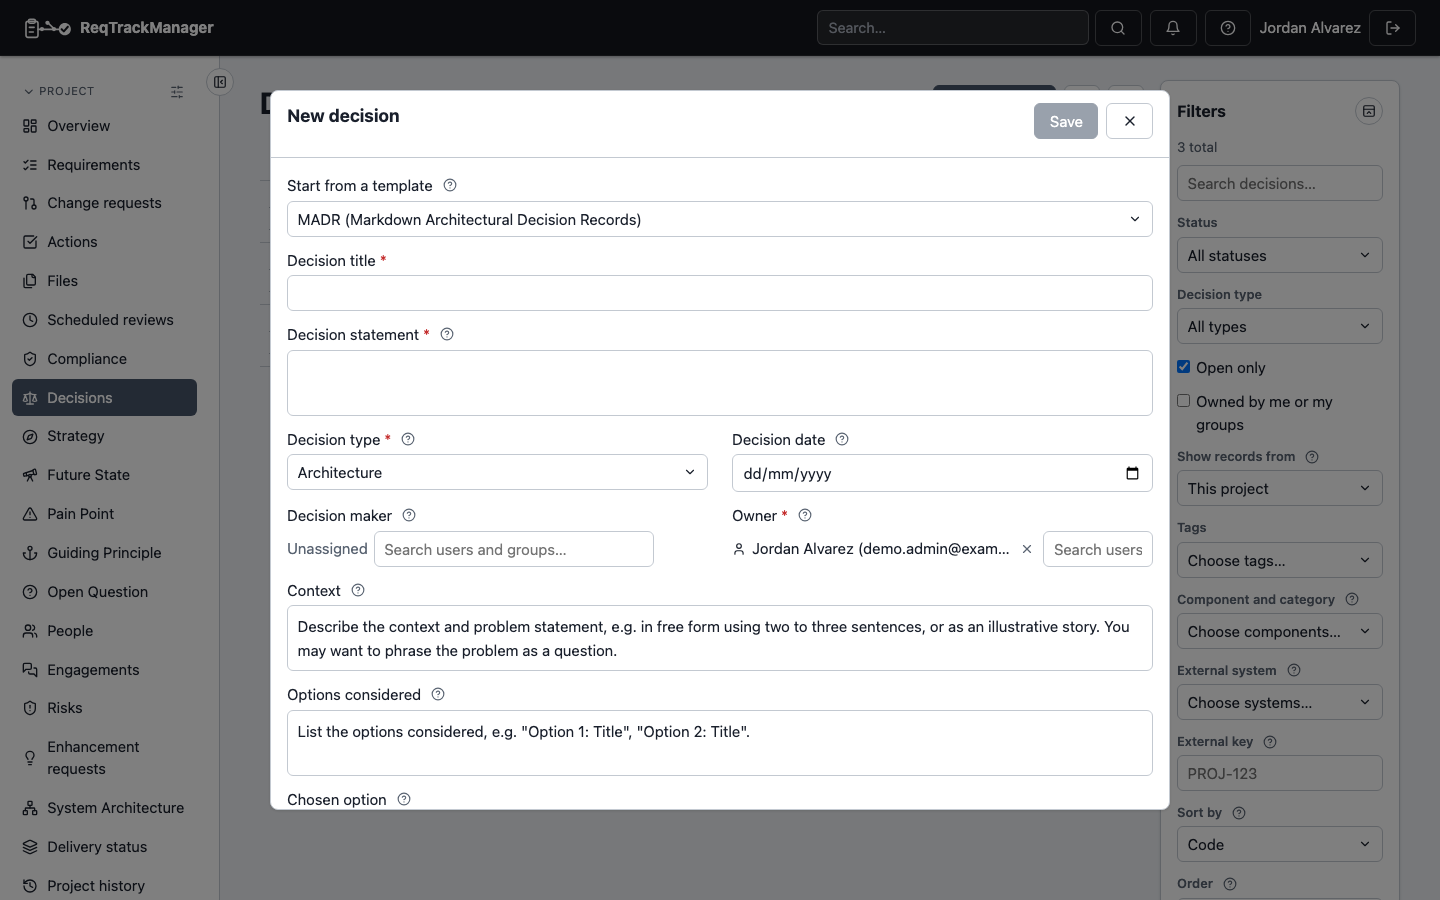 ReqTrackManager
Search...
Jordan Alvarez
PROJECT
Overview
Requirements
Change requests
Actions
Files
Scheduled reviews
Compliance
Decisions
Strategy
Future State
Pain Point
Guiding Principle
Open Question
People
Engagements
Risks
Enhancement
requests
System Architecture
Delivery status
Project history
New decision
Save
Start from a template
MADR (Markdown Architectural Decision Records)
Decision title *
Decision statement *
Decision type *
Architecture
Decision date
dd/mm/yyyy
Decision maker
Unassigned
Search users and groups...
Owner *
Jordan Alvarez (demo.admin@exam...
Search users
Context
Describe the context and problem statement, e.g. in free form using two to three sentences, or as an illustrative story. You
may want to phrase the problem as a question.
Options considered
List the options considered, e.g. "Option 1: Title", "Option 2: Title".
Chosen option
Filters
3 total
Search decisions...
Status
All statuses
Decision type
All types
Open only
Owned by me or my
groups
Show records from
This project
Tags
Choose tags...
Component and category
Choose components...
External system
Choose systems...
External key
PROJ-123
Sort by
Code
Order